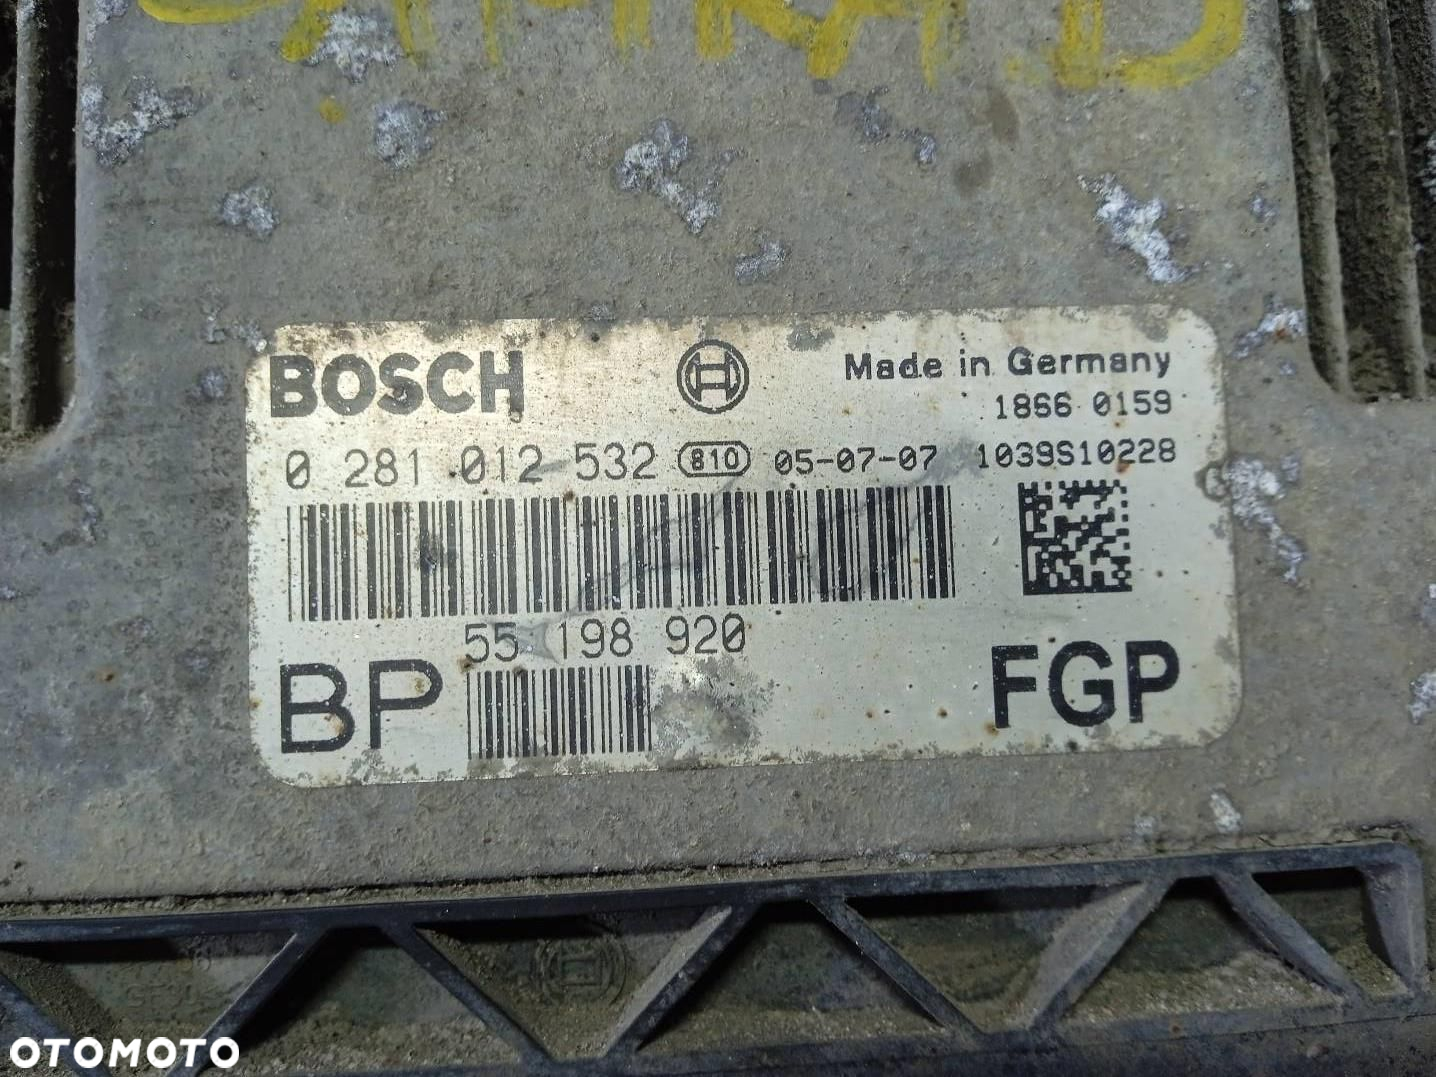 BOSCH
Made in Germany
1866 0159
0 281 012 532 810 05-07-07 1039S10228
55 198 920
BP
FGP
OTOMOTO